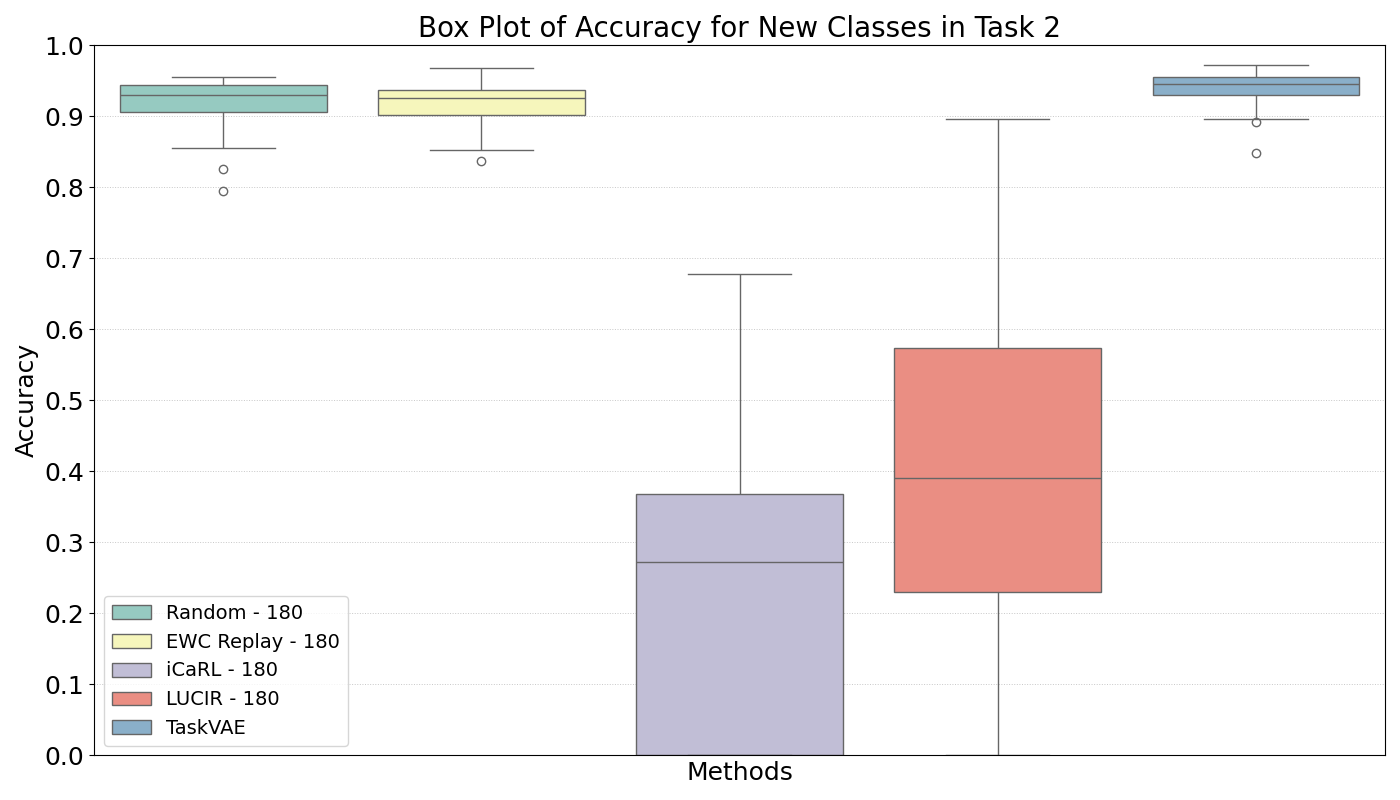 Box Plot of Accuracy for New Classes in Task 2
1.0
0.9
0.8
0.7
0.6
0.5
0.4
0.3
0.2
0.1
0.0
Accuracy
Random - 180
EWC Replay - 180
iCaRL - 180
LUCIR - 180
TaskVAE
Methods